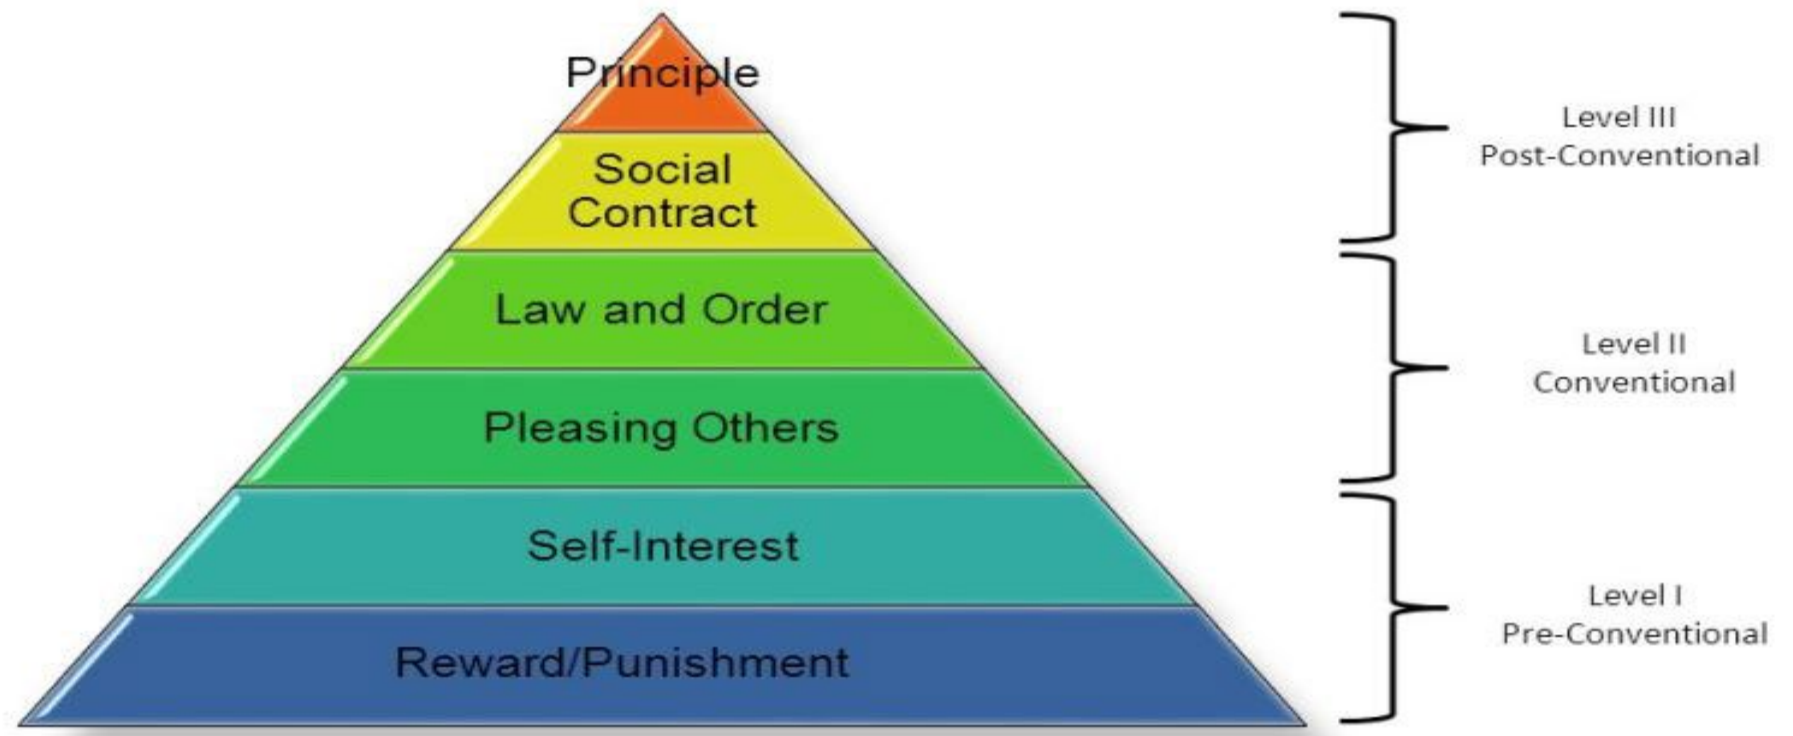 Principle
Social
Contract
Law and Order
Pleasing Others
Self-Interest
Reward/Punishment
Level III
Post-Conventional
Level II
Conventional
Level I
Pre-Conventional